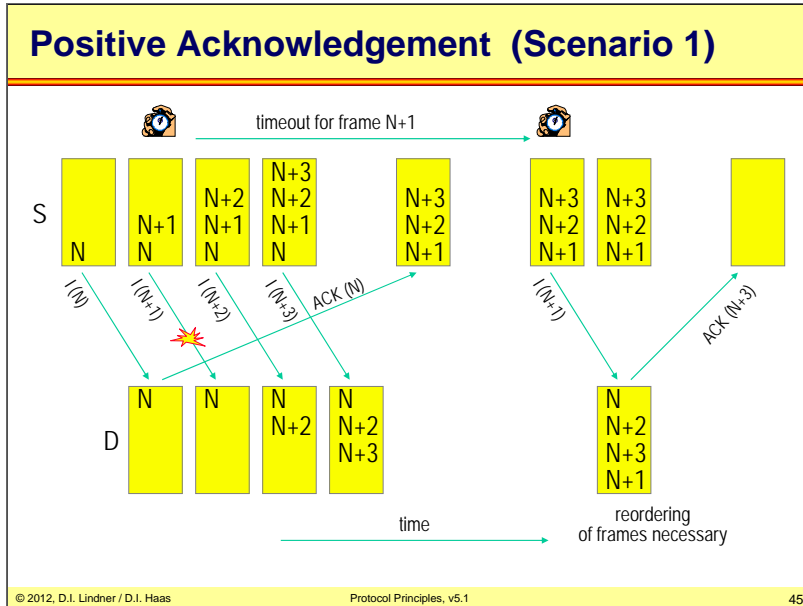 Positive Acknowledgement (Scenario 1)
timeout for frame N+1
S
N
N+1
N
N+2
N+1
N
N+3
N+2
N+1
N
N+3
N+2
N+1
N+3
N+2
N+1
N+3
N+2
N+1
I (N)
I (N+1)
I (N+2)
I (N+3)
ACK (N)
I (N+1)
ACK (N+3)
D
N
N
N
N+2
N
N+2
N+3
N
N+2
N+3
N+1
time
reordering
of frames necessary
© 2012, D.I. Lindner / D.I. Haas
Protocol Principles, v5.1
45